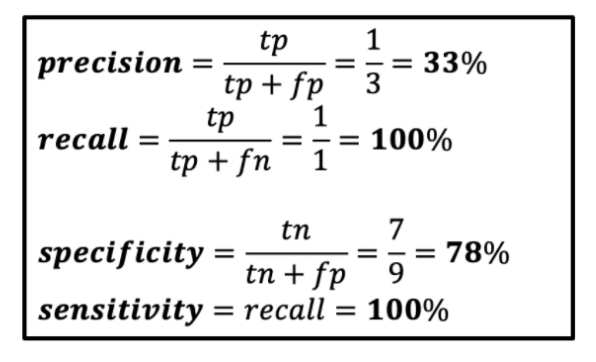 precision = tp / (tp + fp) = 1/3 = 33%
recall = tp / (tp + fn) = 1/1 = 100%
specificity = tn / (tn + fp) = 7/9 = 78%
sensitivity = recall = 100%